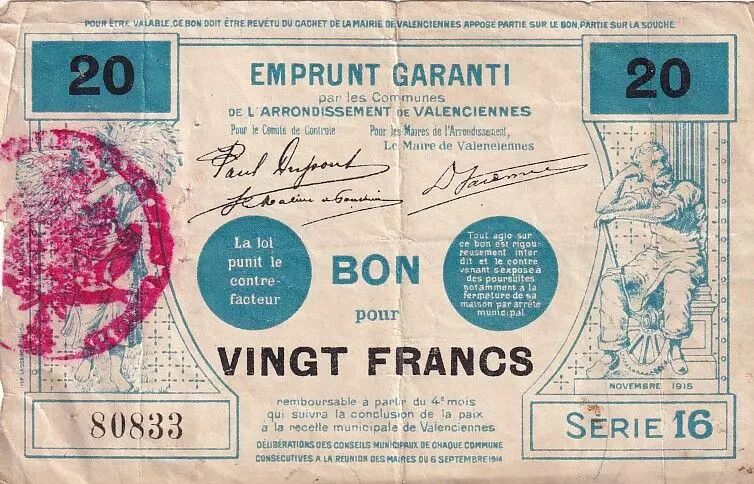 POUR ÊTRE VALABLE, CE BON DOIT ÊTRE REVÊTU DU CACHET DE LA MAIRIE DE VALENCIENNES APPOSÉ PARTIE SUR LE BON, PARTIE SUR LA SOUCHE
20
20
EMPRUNT GARANTI
par les Communes
DE L'ARRONDISSEMENT DE VALENCIENNES
Pour le Comité de Contrôle
Pour les Maires de l'Arrondissement,
Le Maire de Valenciennes
Paul Dupont
La loi
punit le
contre-
facteur
BON
pour
Tout agio sur
ce bon est rigou-
reusement inter
dit et le contre
venant s'expose à
des poursuites
notamment à la
fermeture de sa
maison par arrêté
municipal
VINGT FRANCS
NOVEMBRE 1915
80833
remboursable a partir du 4e mois
qui suivra la conclusion de la paix
a la recette municipale de Valenciennes
SERIE 16
DÉLIBÉRATIONS DES CONSEILS MUNICIPAUX DE CHAQUE COMMUNE
CONSECUTIVES A LA REUNION DES MAIRES DU 6 SEPTEMBRE 1914